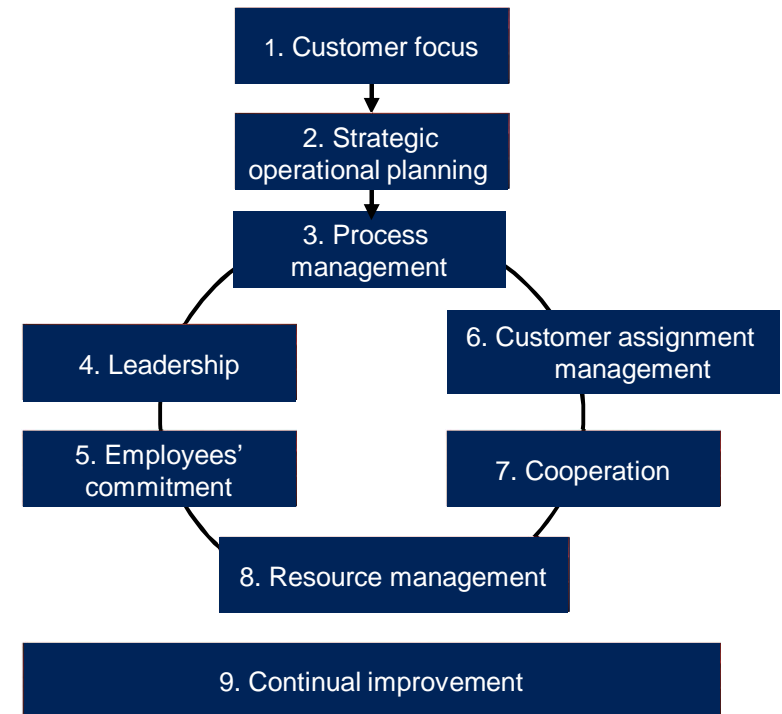 1. Customer focus
2. Strategic
operational planning
3. Process
management
4. Leadership
6. Customer assignment
management
5. Employees’
commitment
7. Cooperation
8. Resource management
9. Continual improvement